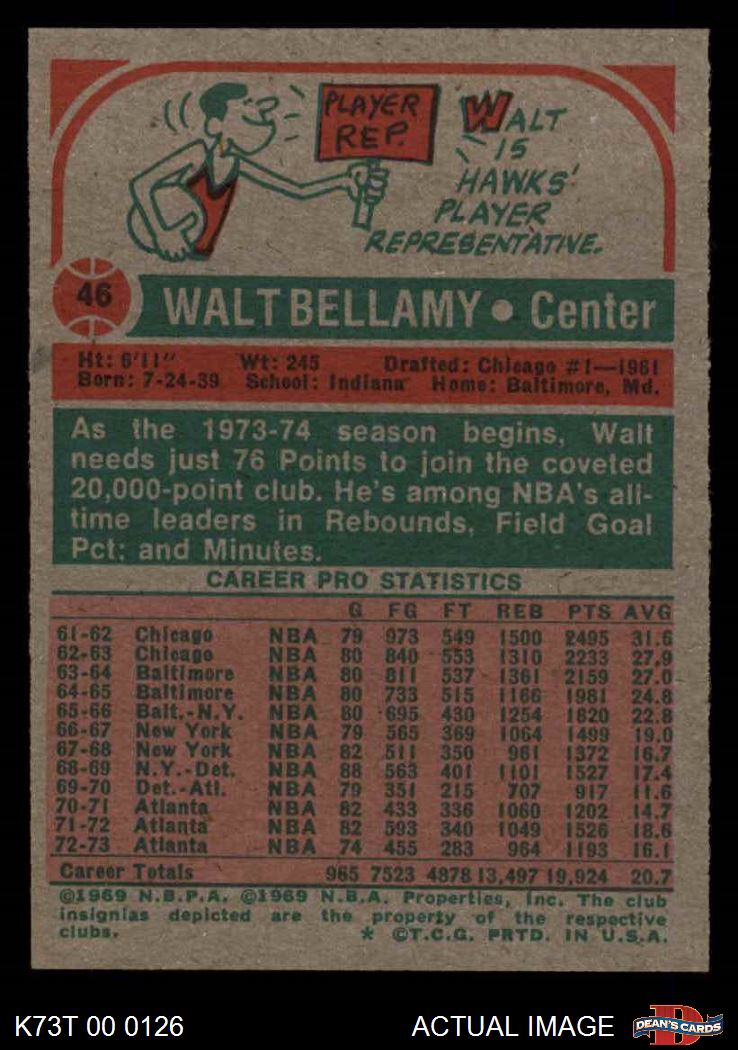 PLAYER
REP.
WALT
IS
HAWKS'
PLAYER
REPRESENTATIVE.
46
WALT BELLAMY • Center
Ht: 6'11" Wt: 245 Drafted: Chicago #1—1961
Born: 7-24-39 School: Indiana Home: Baltimore, Md.
As the 1973-74 season begins, Walt
needs just 76 Points to join the coveted
20,000-point club. He's among NBA's all-
time leaders in Rebounds, Field Goal
Pct: and Minutes.
CAREER PRO STATISTICS
G FG FT REB PTS AVG
61-62 Chicago NBA 79 973 549 1500 2495 31.6
62-63 Chicago NBA 80 840 553 1310 2233 27.9
63-64 Baltimore NBA 80 811 537 1361 2159 27.0
64-65 Baltimore NBA 80 733 515 1166 1981 24.8
65-66 Balt.-N.Y. NBA 80 695 430 1254 1820 22.8
66-67 New York NBA 79 565 369 1064 1499 19.0
67-68 New York NBA 82 511 350 961 1372 16.7
68-69 N.Y.-Det. NBA 88 563 401 1101 1527 17.4
69-70 Det.-Atl. NBA 79 351 215 707 917 11.6
70-71 Atlanta NBA 82 433 336 1060 1202 14.7
71-72 Atlanta NBA 82 593 340 1049 1526 18.6
72-73 Atlanta NBA 74 455 283 964 1193 16.1
Career Totals 965 7523 4878 13,497 19,924 20.7
©1969 N.B.P.A. ©1969 N.B.A. Properties, Inc. The club
insignias depicted are the property of the respective
clubs. * ©T.C.G. PRTD. IN U.S.A.
K73T 00 0126 ACTUAL IMAGE DEAN'S CARDS